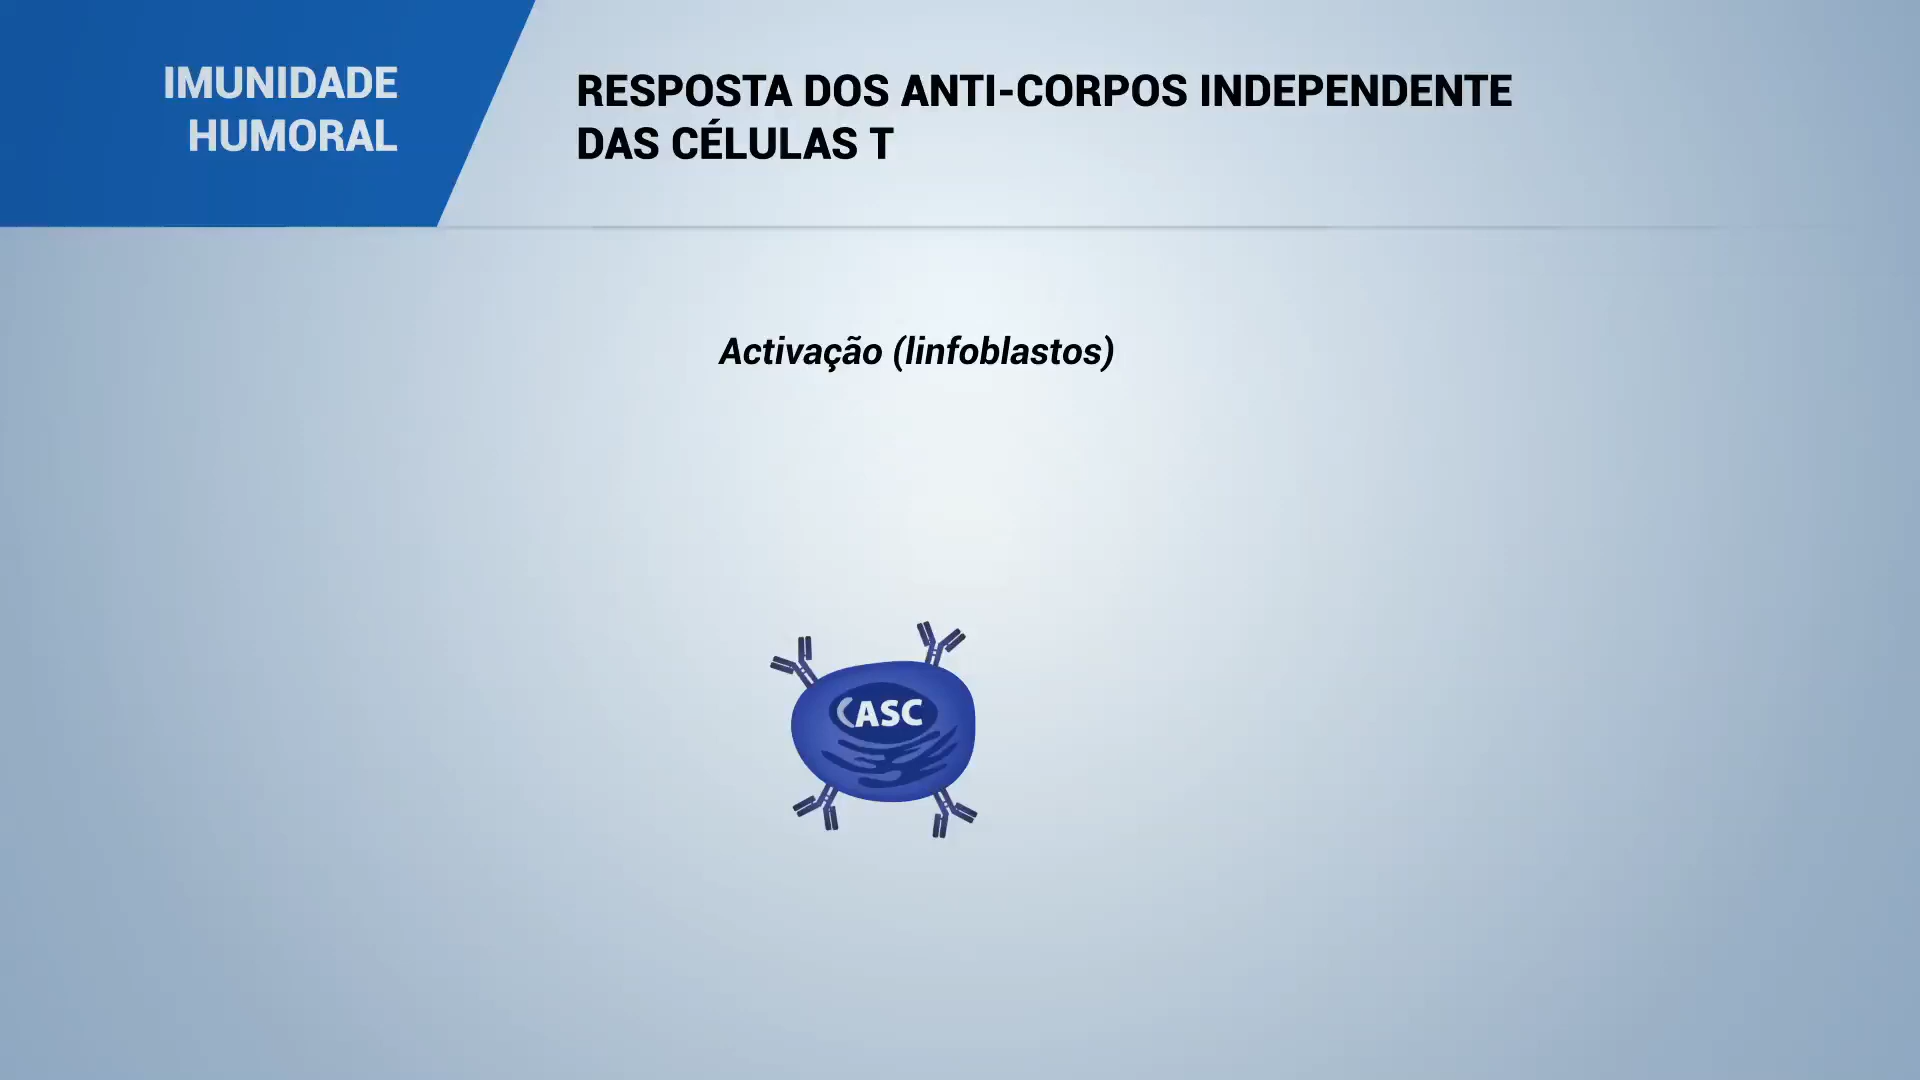 IMUNIDADE
HUMORAL
RESPOSTA DOS ANTI-CORPOS INDEPENDENTE
DAS CÉLULAS T
Activação (linfoblastos)
ASC